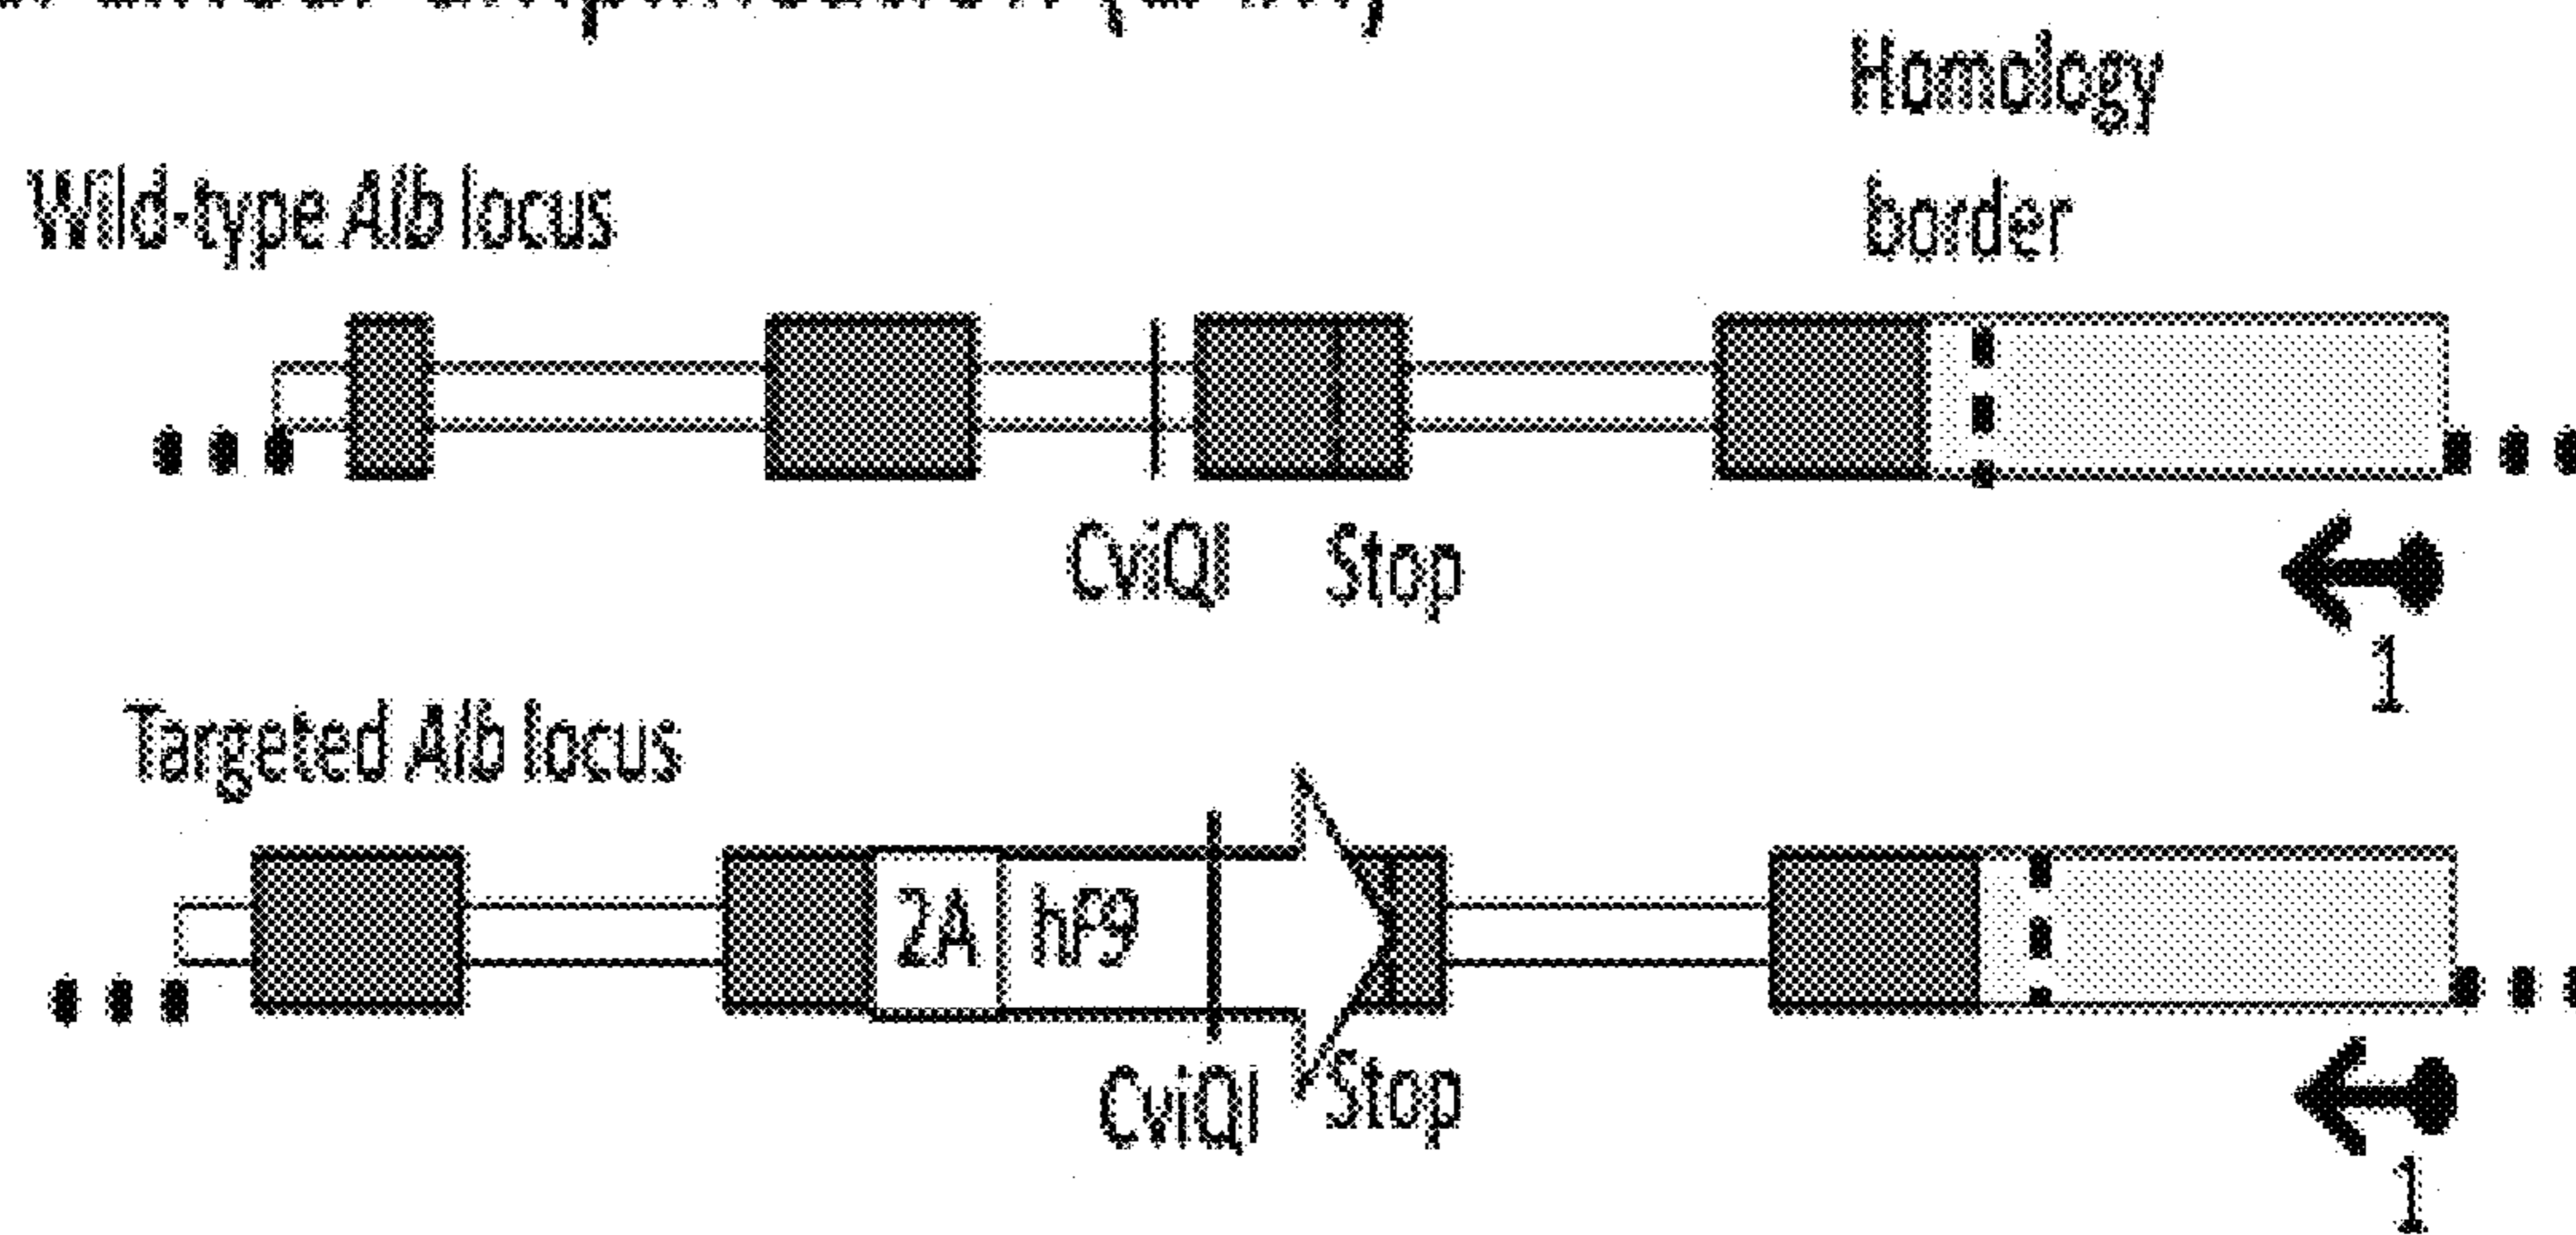 Homology
border
Wild-type Alb locus
CviQI Stop
1
Targeted Alb locus
2A hF9
CviQI Stop
1